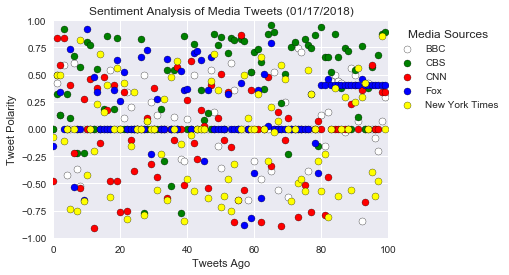 Sentiment Analysis of Media Tweets (01/17/2018)
1.00
0.75
0.50
0.25
0.00
−0.25
−0.50
−0.75
−1.00
Tweet Polarity
0
20
40
60
80
100
Tweets Ago
Media Sources
BBC
CBS
CNN
Fox
New York Times